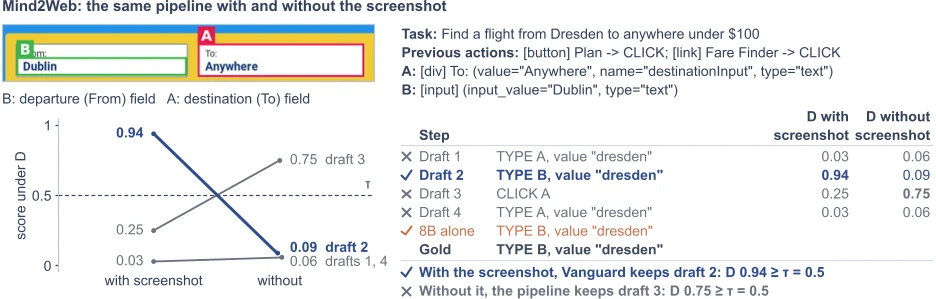 Mind2Web: the same pipeline with and without the screenshot
B
om:
Dublin
A
To:
Anywhere
B: departure (From) field A: destination (To) field
score under D
1
0.5
0
0.94
0.25
0.03
0.75 draft 3
τ
0.09 draft 2
0.06 drafts 1, 4
with screenshot
without
Task: Find a flight from Dresden to anywhere under $100
Previous actions: [button] Plan -> CLICK; [link] Fare Finder -> CLICK
A: [div] To: (value="Anywhere", name="destinationInput", type="text")
B: [input] (input_value="Dublin", type="text")
Step D with screenshot D without screenshot
✕ Draft 1 TYPE A, value "dresden" 0.03 0.06
✓ Draft 2 TYPE B, value "dresden" 0.94 0.09
✕ Draft 3 CLICK A 0.25 0.75
✕ Draft 4 TYPE A, value "dresden" 0.03 0.06
✓ 8B alone TYPE B, value "dresden"
Gold TYPE B, value "dresden"
✓ With the screenshot, Vanguard keeps draft 2: D 0.94 ≥ τ = 0.5
✕ Without it, the pipeline keeps draft 3: D 0.75 ≥ τ = 0.5